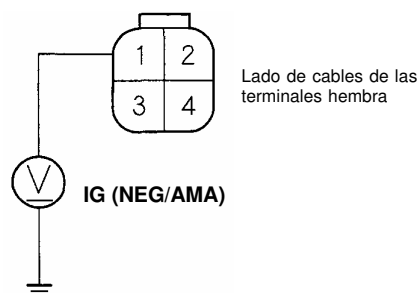 1 2
3 4
Lado de cables de las
terminales hembra
V
IG (NEG/AMA)